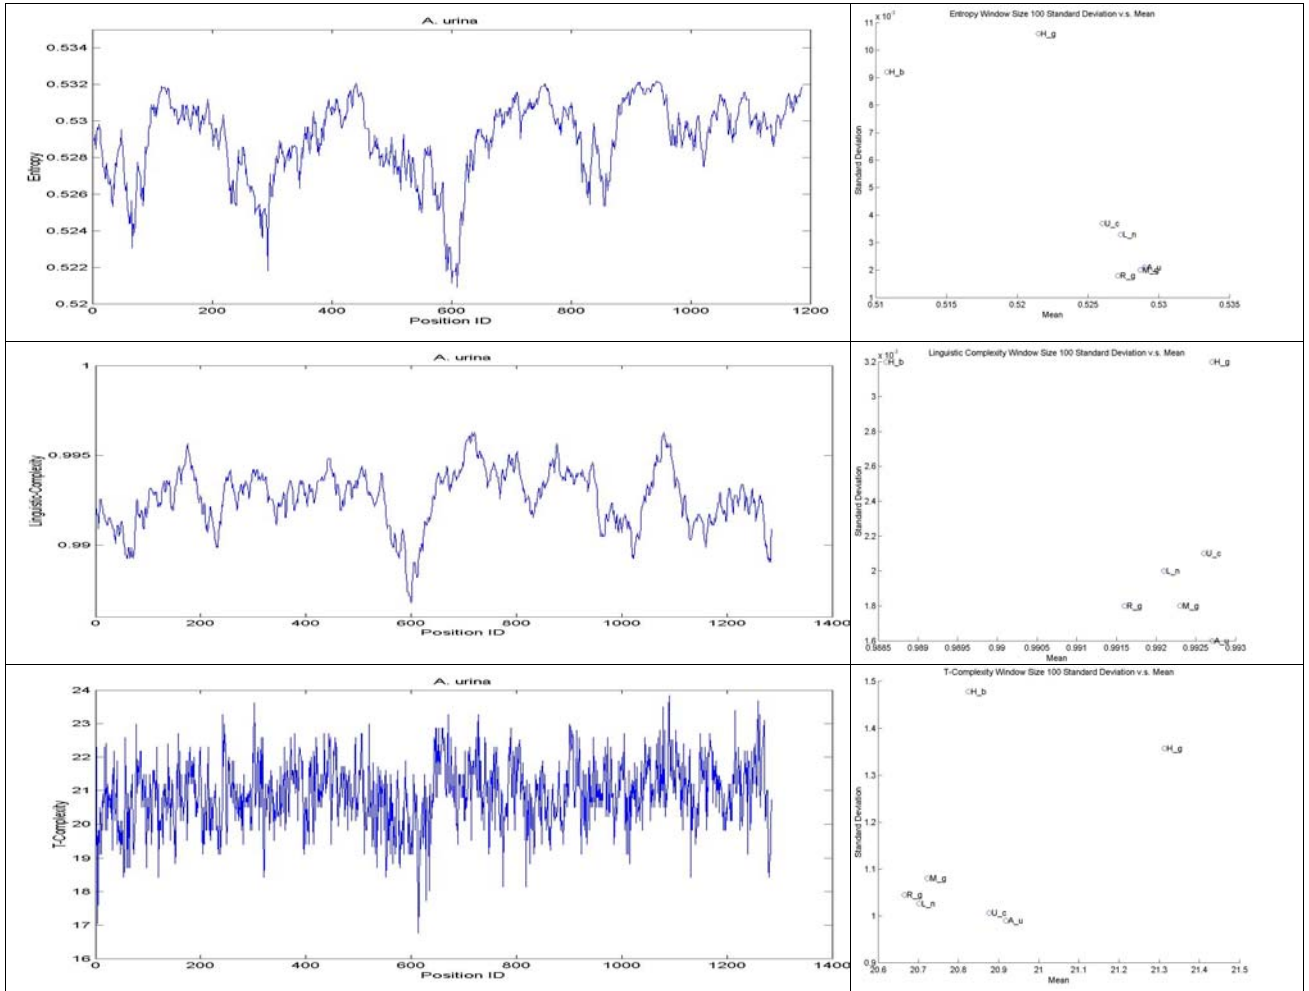 A. urina
0.534
0.532
0.53
0.528
0.526
0.524
0.522
0.52
Entropy
0 200 400 600 800 1000 1200
Position ID
Entropy Window Size 100 Standard Deviation v.s. Mean
11
10
9
8
7
6
5
4
3
2
1
Standard Deviation
H_g
H_b
U_c
L_n
A_u
R_g
0.51 0.515 0.52 0.525 0.53 0.535
Mean
A. urina
1
0.995
0.99
Linguistic-Complexity
0 200 400 600 800 1000 1200 1400
Position ID
Linguistic Complexity Window Size 100 Standard Deviation v.s. Mean
3.2
3
2.8
2.6
2.4
2.2
2
1.8
1.6
Standard Deviation
H_b H_g
U_c
L_n
R_g M_g
A_u
0.9885 0.989 0.9895 0.99 0.9905 0.991 0.9915 0.992 0.9925 0.993
Mean
A. urina
24
23
22
21
20
19
18
17
16
T-Complexity
0 200 400 600 800 1000 1200 1400
Position ID
T-Complexity Window Size 100 Standard Deviation v.s. Mean
1.5
1.4
1.3
1.2
1.1
1
0.9
Standard Deviation
H_b
H_g
M_g
R_g
L_n
U_c
A_u
20.6 20.7 20.8 20.9 21 21.1 21.2 21.3 21.4 21.5
Mean